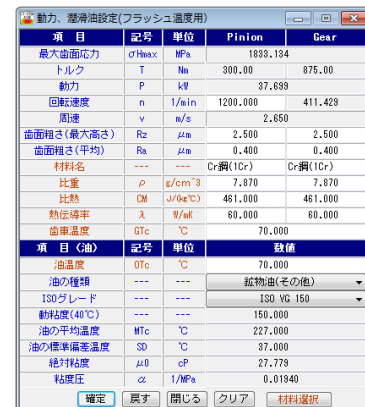 動力、潤滑油設定(フラッシュ温度用)
項 目 記号 単位 Pinion Gear
最大歯面応力 σHmax MPa 1833.134
トルク T Nm 300.00 875.00
動力 P kW 37.699
回転速度 n 1/min 1200.000 411.429
周速 v m/s 2.650
歯面粗さ(最大高さ) Rz μm 2.500 2.500
歯面粗さ(平均) Ra μm 0.400 0.400
材料名 --- --- Cr鋼(1Cr) Cr鋼(1Cr)
比重 ρ g/cm^3 7.870 7.870
比熱 CM J/(kg℃) 461.000 461.000
熱伝導率 λ W/mK 60.000 60.000
歯車温度 GTc ℃ 70.000
項 目(油) 記号 単位 数値
油温度 OTc ℃ 70.000
油の種類 --- --- 鉱物油(その他)
ISOグレード --- --- ISO VG 150
動粘度(40℃) --- --- 150.000
油の平均温度 MTc ℃ 227.000
油の標準偏差温度 SD ℃ 37.000
絶対粘度 μ0 cP 27.779
粘度圧 α 1/MPa 0.01940
確定 戻す 閉じる クリア 材料選択